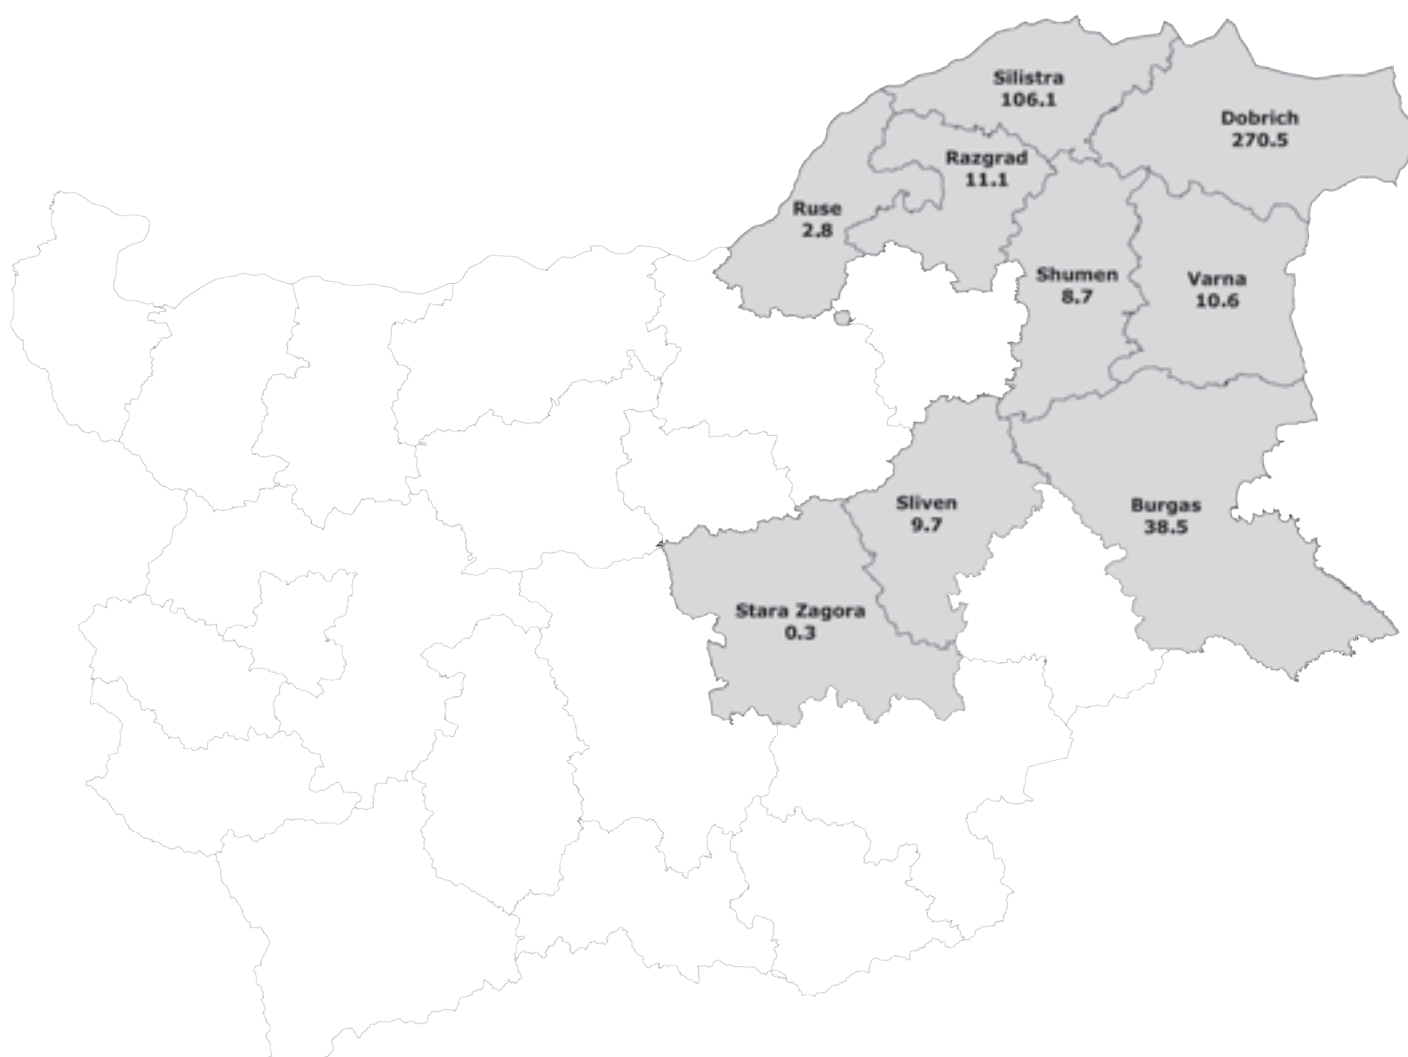 Silistra
106.1
Dobrich
270.5
Razgrad
11.1
Ruse
2.8
Shumen
8.7
Varna
10.6
Sliven
9.7
Burgas
38.5
Stara Zagora
0.3